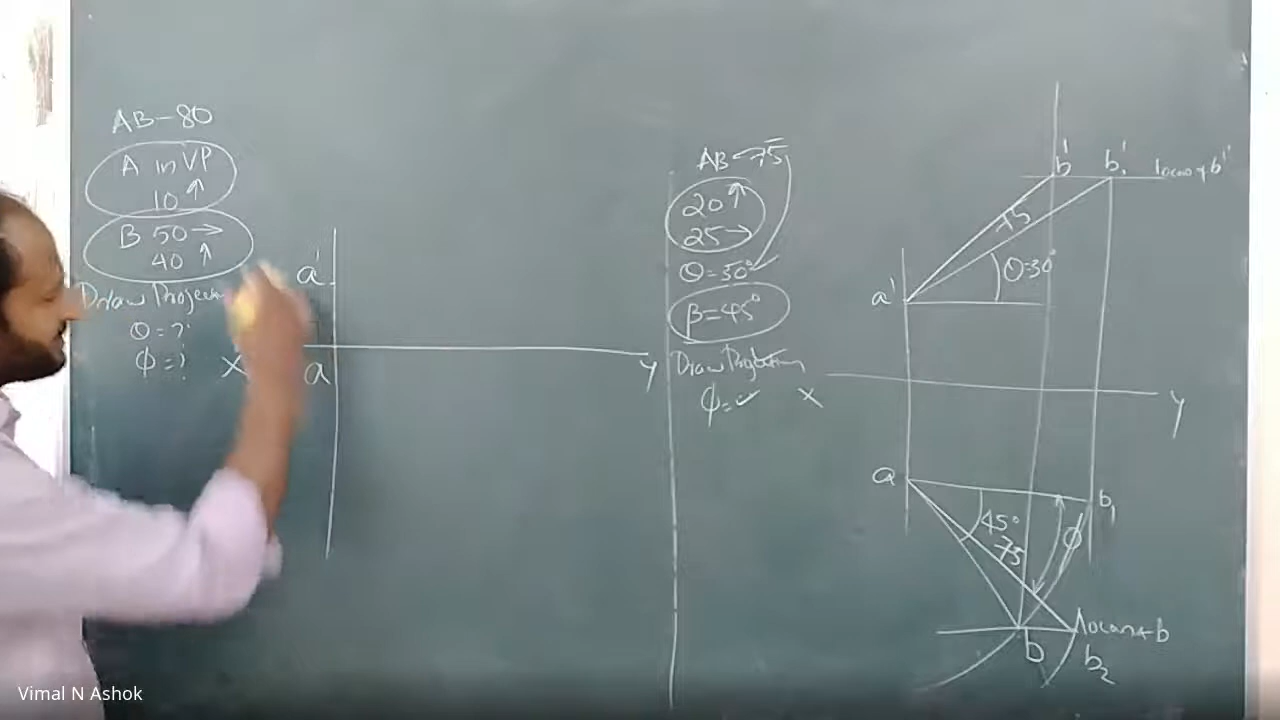 AB-80
A in VP
10 ↑
B 50 →
40 ↑
Draw
θ = ?
ϕ = ?
X
a'
a
y
AB-75
20 ↑
25 →
θ=30°
β=45°
Draw Projection
ϕ=
X
a'
b'
b₁'
locus of b'
75
θ=30°
y
a
b₁
45°
75
ϕ
locus of b
b
b₂
Vimal N Ashok